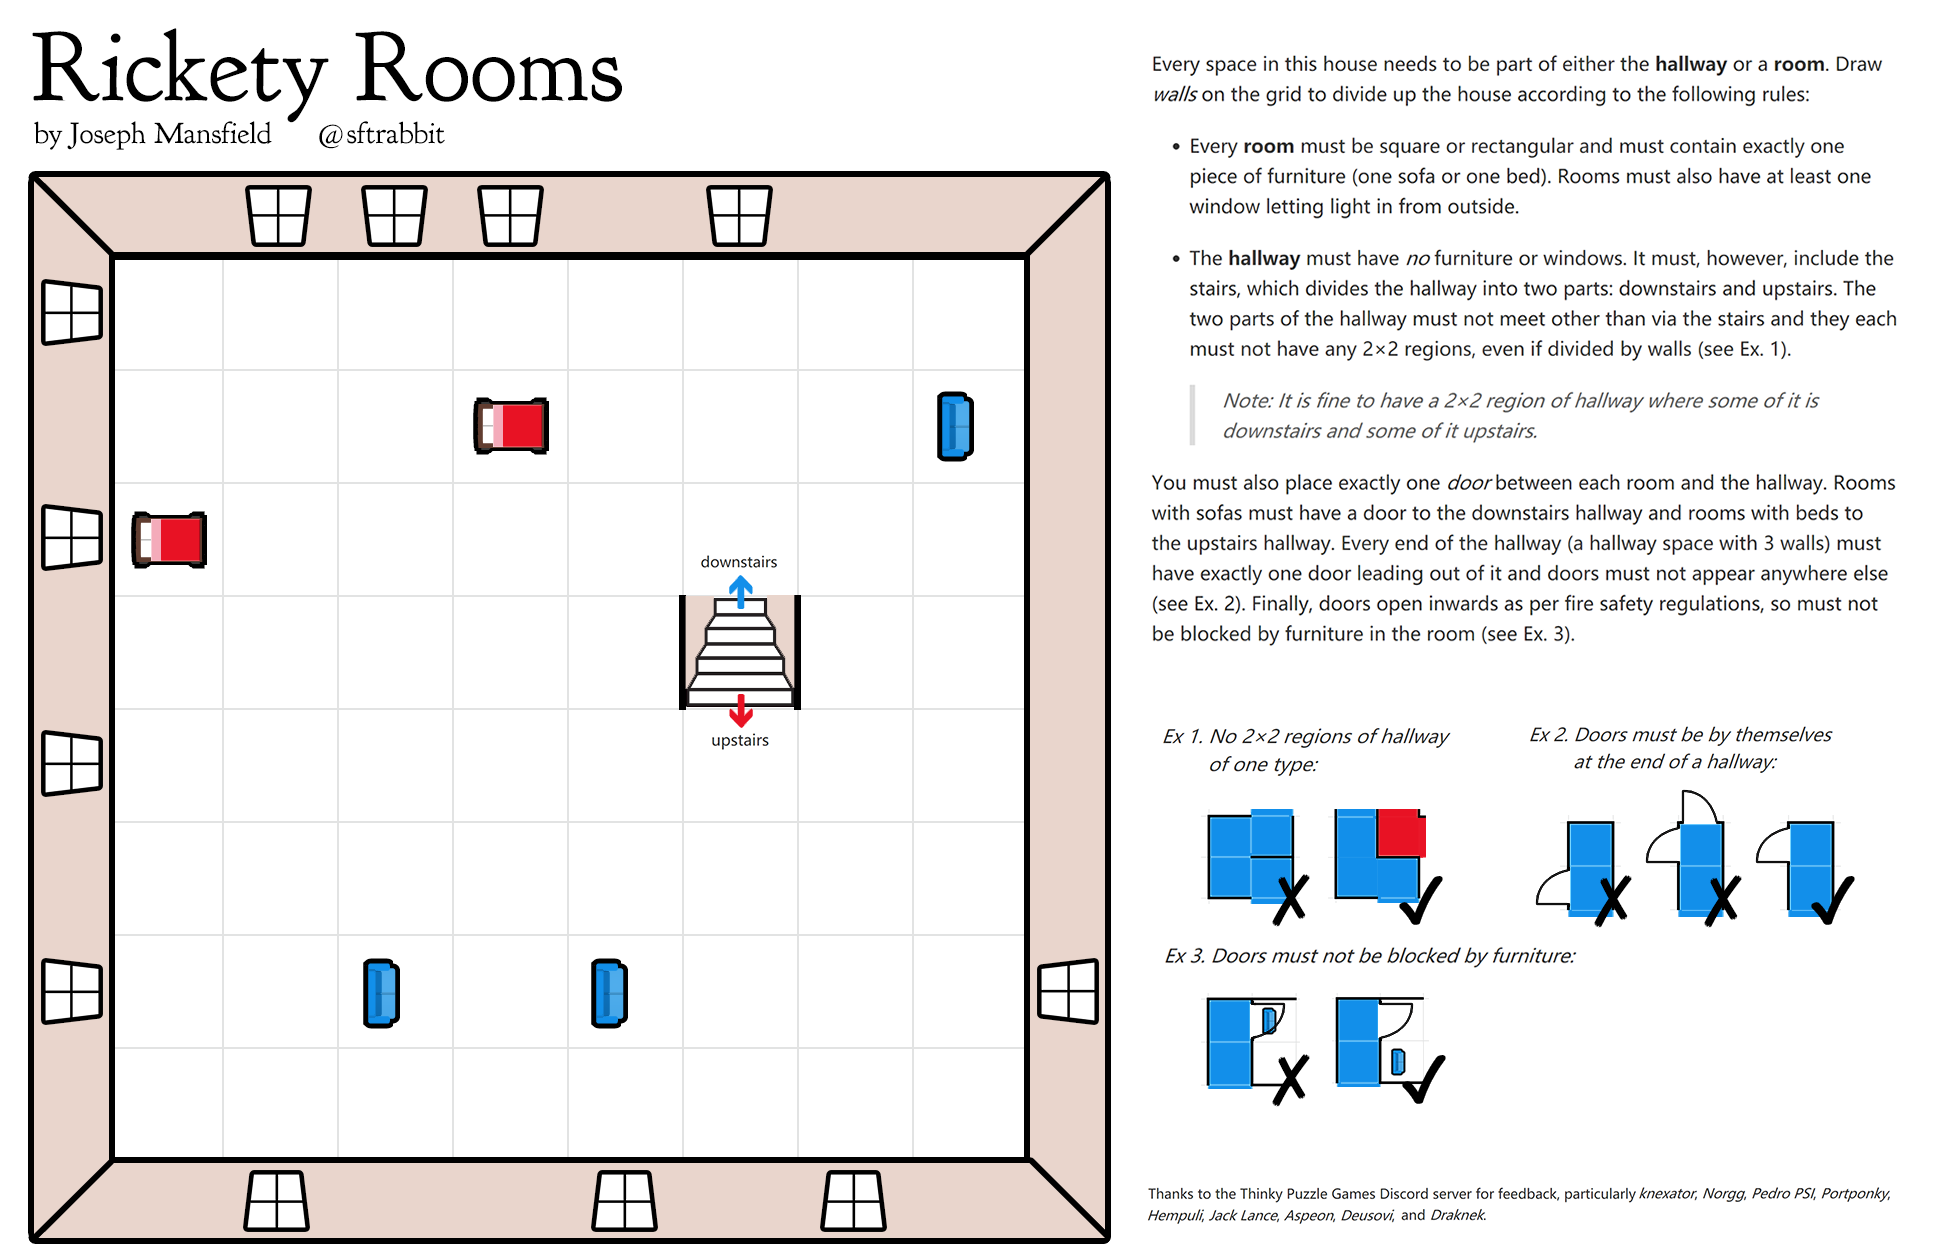 Rickety Rooms
by Joseph Mansfield @sftrabbit
downstairs
upstairs
Every space in this house needs to be part of either the hallway or a room. Draw
walls on the grid to divide up the house according to the following rules:
• Every room must be square or rectangular and must contain exactly one
piece of furniture (one sofa or one bed). Rooms must also have at least one
window letting light in from outside.
• The hallway must have no furniture or windows. It must, however, include the
stairs, which divides the hallway into two parts: downstairs and upstairs. The
two parts of the hallway must not meet other than via the stairs and they each
must not have any 2×2 regions, even if divided by walls (see Ex. 1).
Note: It is fine to have a 2×2 region of hallway where some of it is
downstairs and some of it upstairs.
You must also place exactly one door between each room and the hallway. Rooms
with sofas must have a door to the downstairs hallway and rooms with beds to
the upstairs hallway. Every end of the hallway (a hallway space with 3 walls) must
have exactly one door leading out of it and doors must not appear anywhere else
(see Ex. 2). Finally, doors open inwards as per fire safety regulations, so must not
be blocked by furniture in the room (see Ex. 3).
Ex 1. No 2×2 regions of hallway
of one type:
Ex 2. Doors must be by themselves
at the end of a hallway:
Ex 3. Doors must not be blocked by furniture:
Thanks to the Thinky Puzzle Games Discord server for feedback, particularly knexator, Norgg, Pedro PSI, Portponky,
Hempuli, Jack Lance, Aspeon, Deusovi, and Draknek.